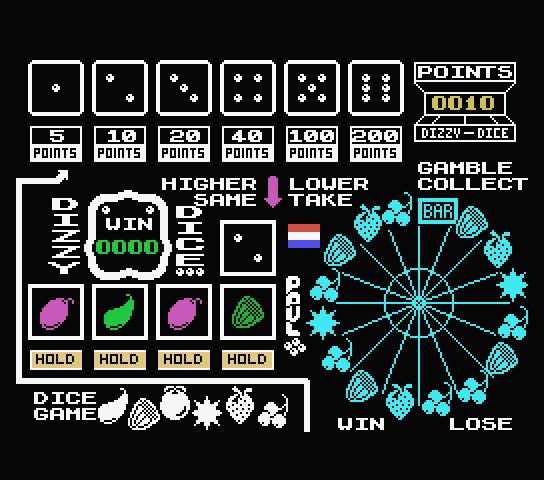 POINTS
0010
5 10 20 40 100 200
POINTS POINTS POINTS POINTS POINTS POINTS
DIZZY-DICE
GAMBLE
COLLECT
HIGHER LOWER
SAME TAKE
DIZZY
WIN
0000
DICE
BAR
PAUL
HOLD HOLD HOLD HOLD
DICE
GAME
WIN LOSE